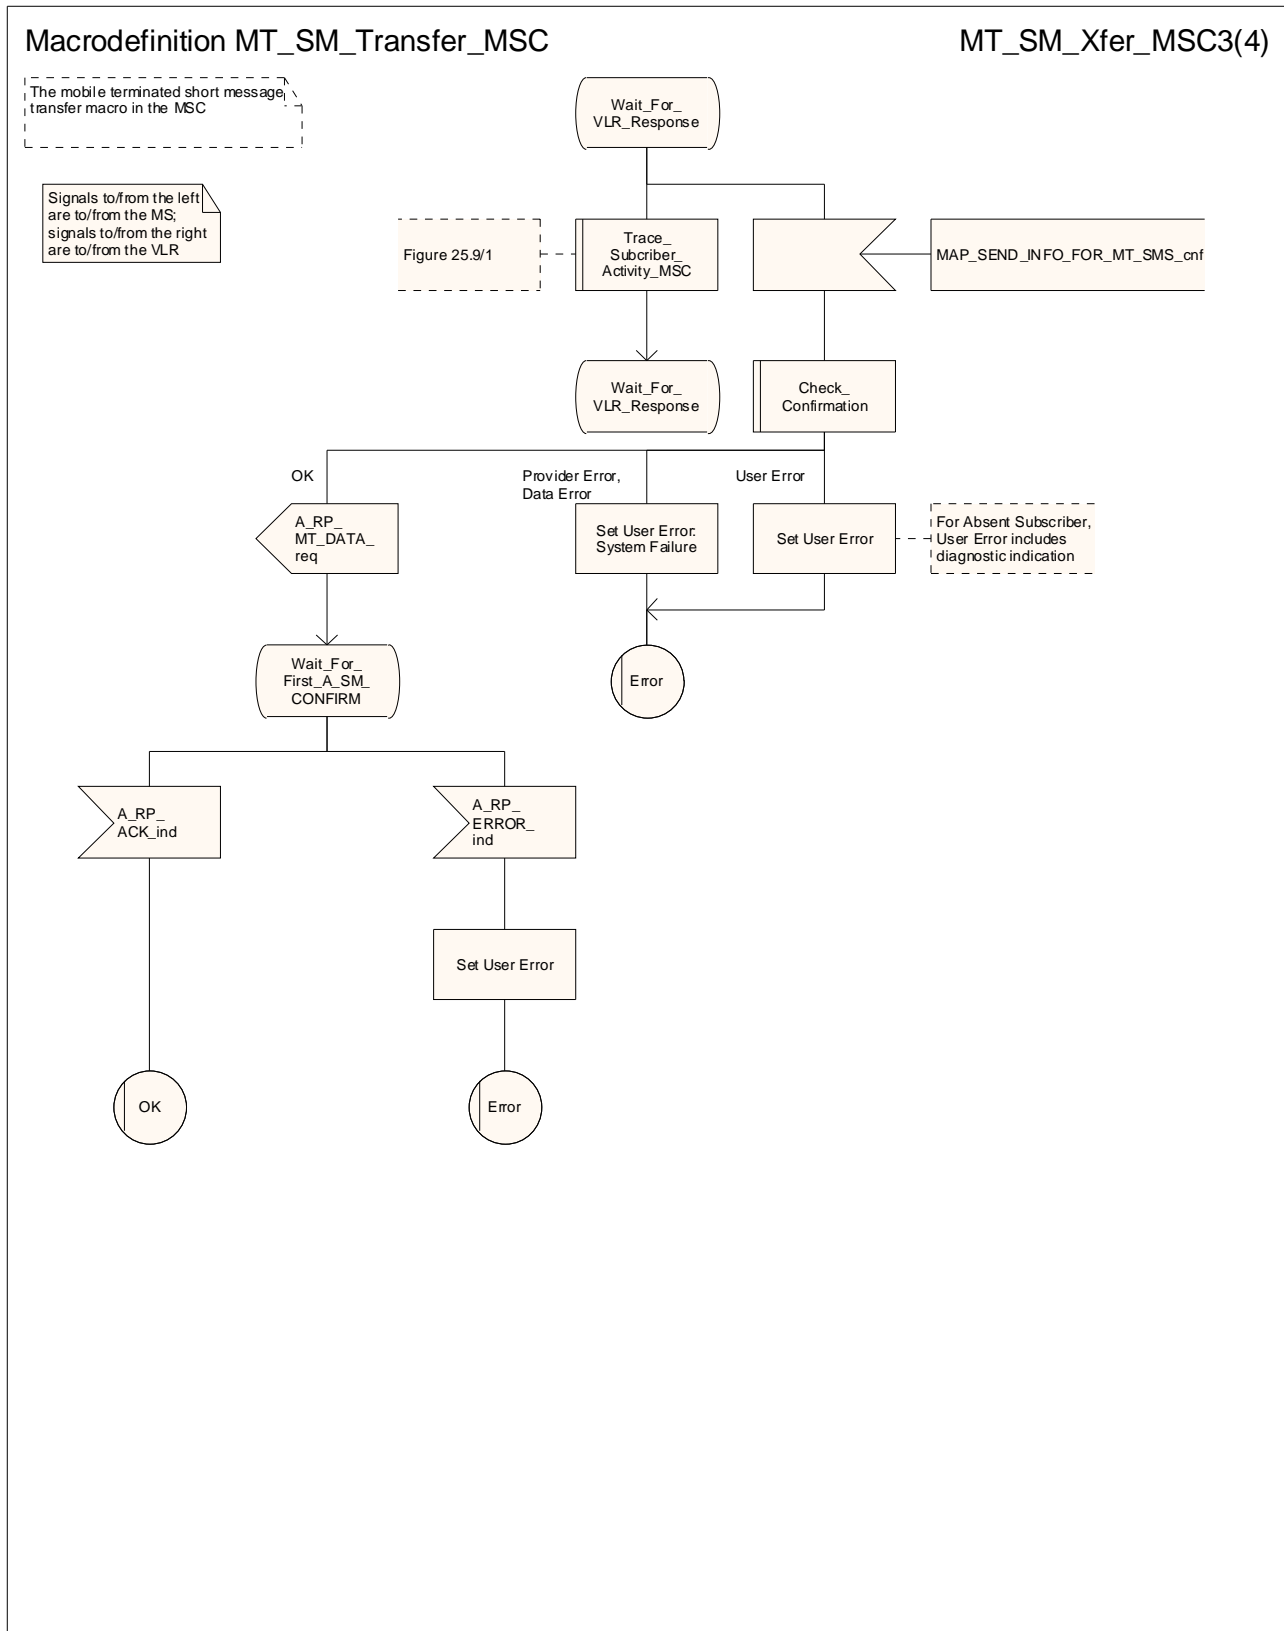 Macrodefinition MT_SM_Transfer_MSC
MT_SM_Xfer_MSC3(4)
The mobile terminated short message
transfer macro in the MSC
Signals to/from the left
are to/from the MS;
signals to/from the right
are to/from the VLR
Wait_For_
VLR_Response
Figure 25.9/1
Trace_
Subcriber_
Activity_MSC
MAP_SEND_INFO_FOR_MT_SMS_cnf
Wait_For_
VLR_Response
Check_
Confirmation
OK
Provider Error,
Data Error
User Error
A_RP_
MT_DATA_
req
Set User Error:
System Failure
Set User Error
For Absent Subscriber,
User Error includes
diagnostic indication
Wait_For_
First_A_SM_
CONFIRM
Error
A_RP_
ACK_ind
A_RP_
ERROR_
ind
Set User Error
OK
Error